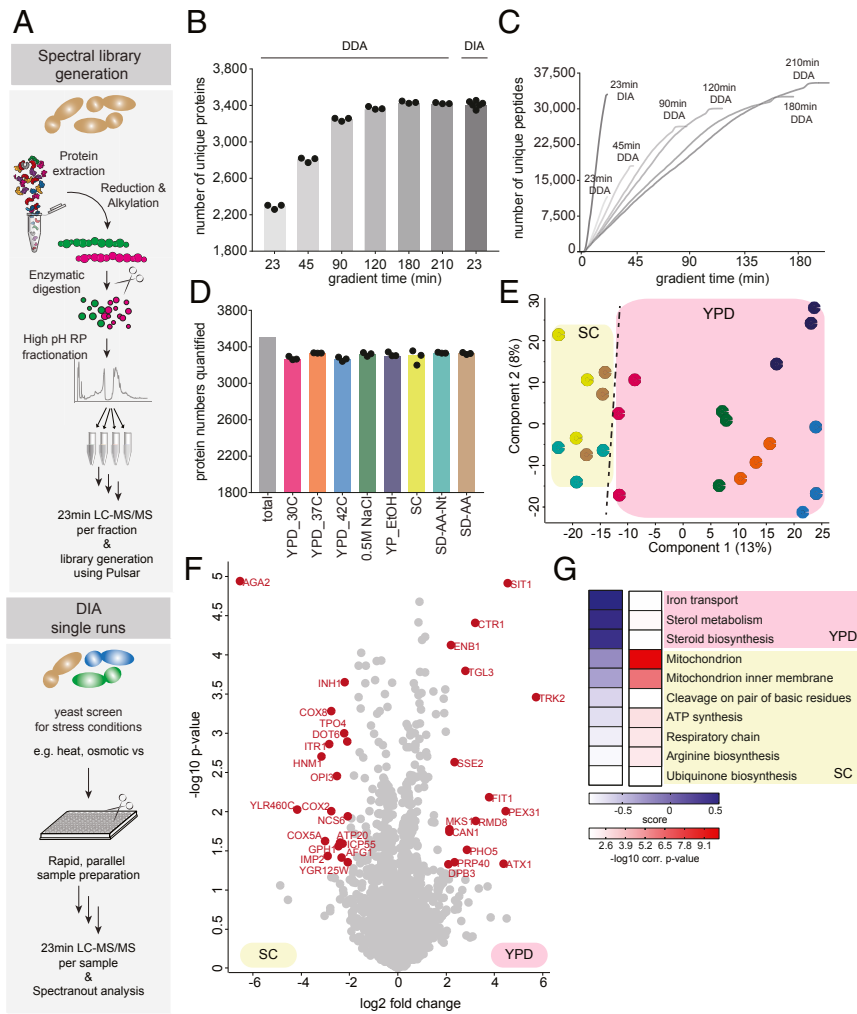 A
Spectral library
generation
Protein
extraction
Reduction &
Alkylation
Enzymatic
digestion
High pH RP
fractionation
23min LC-MS/MS
per fraction
&
library generation
using Pulsar
DIA
single runs
yeast screen
for stress conditions
e.g. heat, osmotic vs
Rapid, parallel
sample preparation
23min LC-MS/MS
per sample
&
Spectranout analysis
B
DDA
DIA
number of unique proteins
3,800
3,400
3,000
2,600
2,200
1,800
23 45 90 120 180 210 23
gradient time (min)
C
number of unique peptides
37,500
30,000
22,500
15,000
7,500
0
0 45 90 135 180
gradient time (min)
23min
DIA
23min
DDA
45min
DDA
90min
DDA
120min
DDA
210min
DDA
180min
DDA
D
protein numbers quantified
3800
3300
2800
2300
1800
total
YPD_30C
YPD_37C
YPD_42C
0.5M NaCl
YP_EtOH
SC
SD-AA-Nt
SD-AA
E
SC
YPD
Component 2 (8%)
20
10
0
-10
-20
-20 -15 -10 -5 0 5 10 15 20 25
Component 1 (13%)
F
-log10 p-value
5
4.5
4
3.5
3
2.5
2
1.5
1
0.5
0
-6 -4 -2 0 2 4 6
log2 fold change
AGA2
SIT1
CTR1
ENB1
TGL3
INH1
TRK2
COX8
TPO4
DOT6
ITR1
HNM1
SSE2
OPI3
FIT1
YLR460C
COX2
PEX31
NCS6
MKS1
RMD8
CAN1
COX5A
ATP20
GPH1
ICP55
PHO5
IMP2
AFG1
PRP40
ATX1
YGR125W
DPB3
SC
YPD
G
Iron transport
Sterol metabolism
Steroid biosynthesis
YPD
Mitochondrion
Mitochondrion inner membrane
Cleavage on pair of basic residues
ATP syntesis
Respiratory chain
Arginine biosynthesis
Ubiquinone biosynthesis
SC
-0.5 0 0.5
score
2.6 3.9 5.2 6.5 7.8 9.1
-log10 corr. p-value